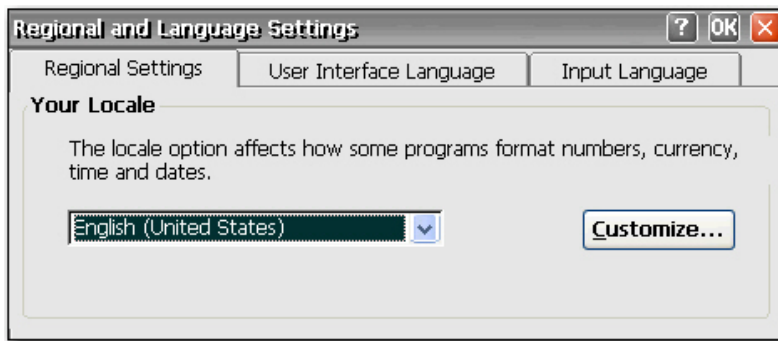 Regional and Language Settings ? OK
Regional Settings User Interface Language Input Language
Your Locale
The locale option affects how some programs format numbers, currency,
time and dates.
English (United States) Customize...